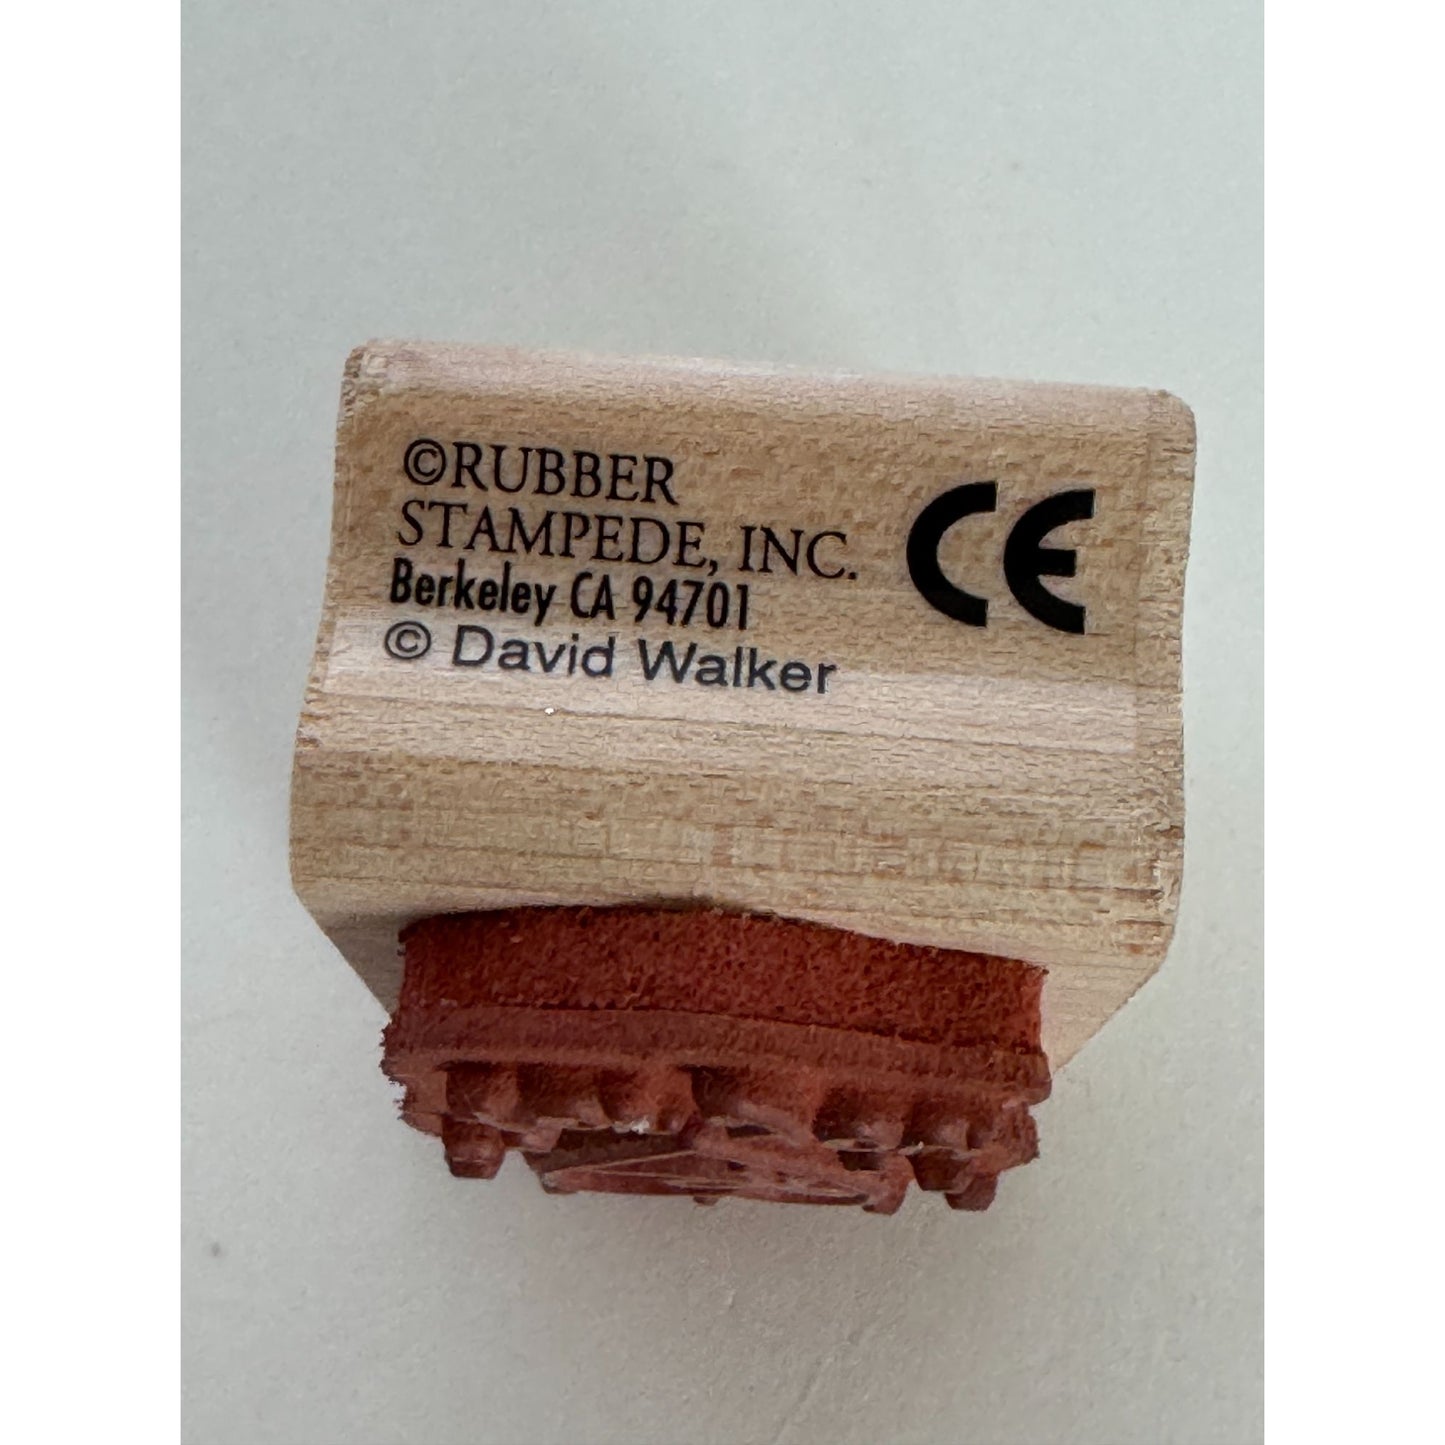 ©RUBBER
STAMPEDE, INC.
Berkeley CA 94701
© David Walker
CE